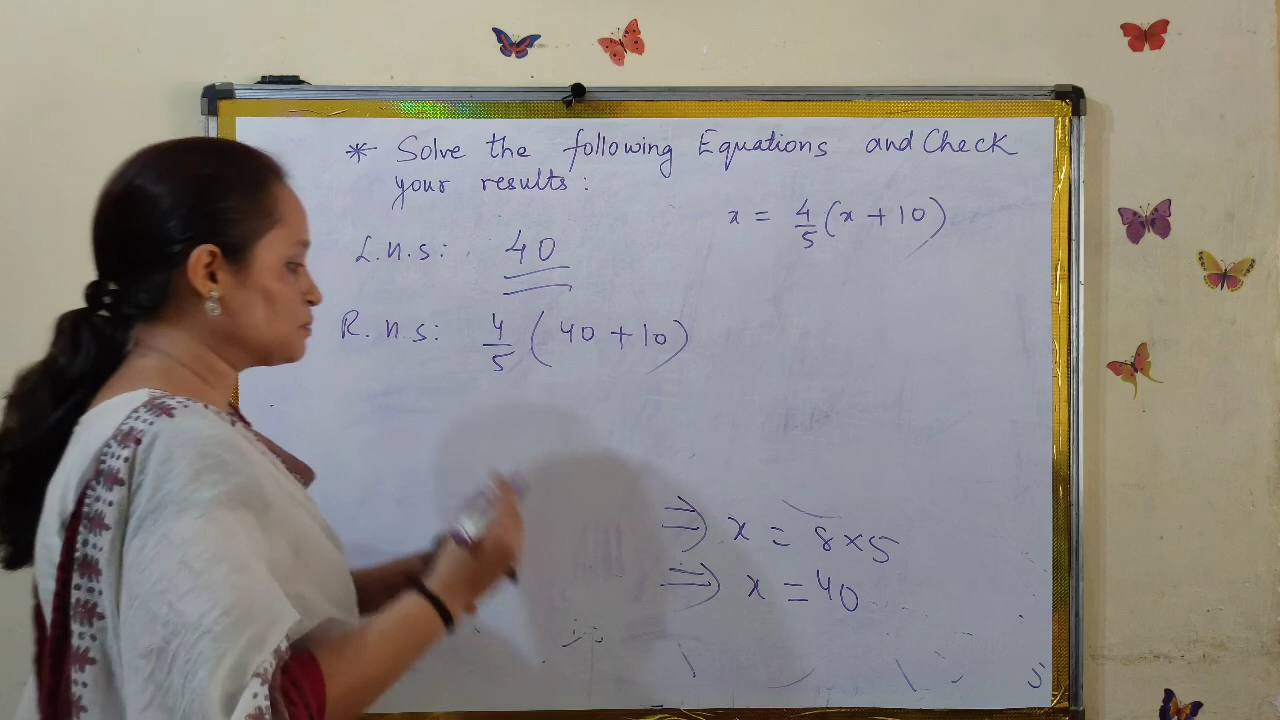 * Solve the following Equations and Check
your results:
x = 4/5 (x + 10)
L.H.S: 40
R.H.S: 4/5 (40 + 10)
⇒ x = 8×5
⇒ x = 40